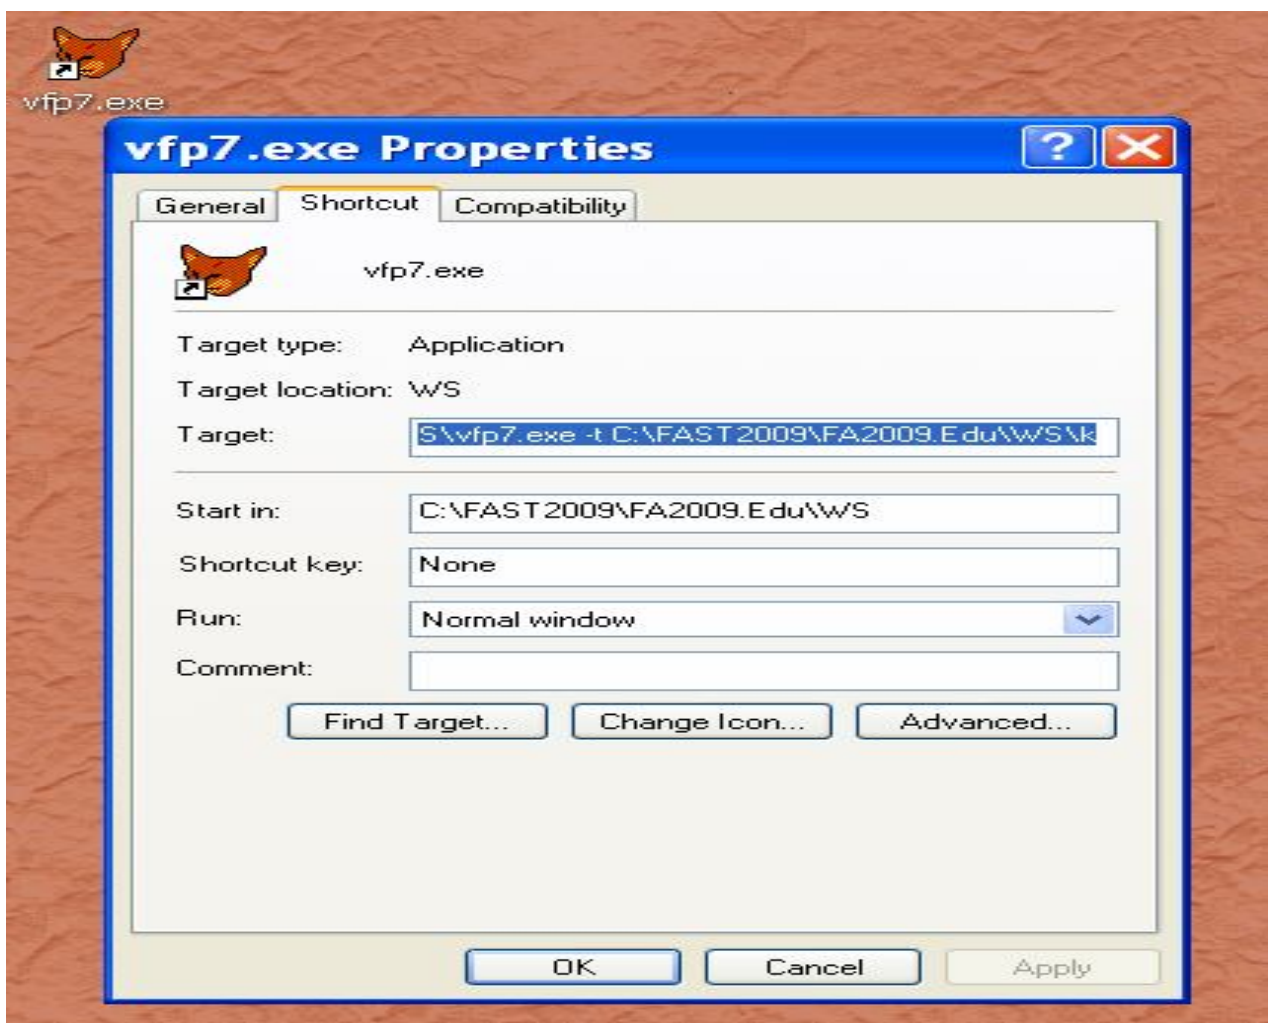 vfp7.exe
vfp7.exe Properties
General Shortcut Compatibility
vfp7.exe
Target type: Application
Target location: WS
Target: S\vfp7.exe -t C:\FAST2009\FA2009.Edu\WS\k
Start in: C:\FAST2009\FA2009.Edu\WS
Shortcut key: None
Run: Normal window
Comment:
Find Target... Change Icon... Advanced...
OK Cancel Apply